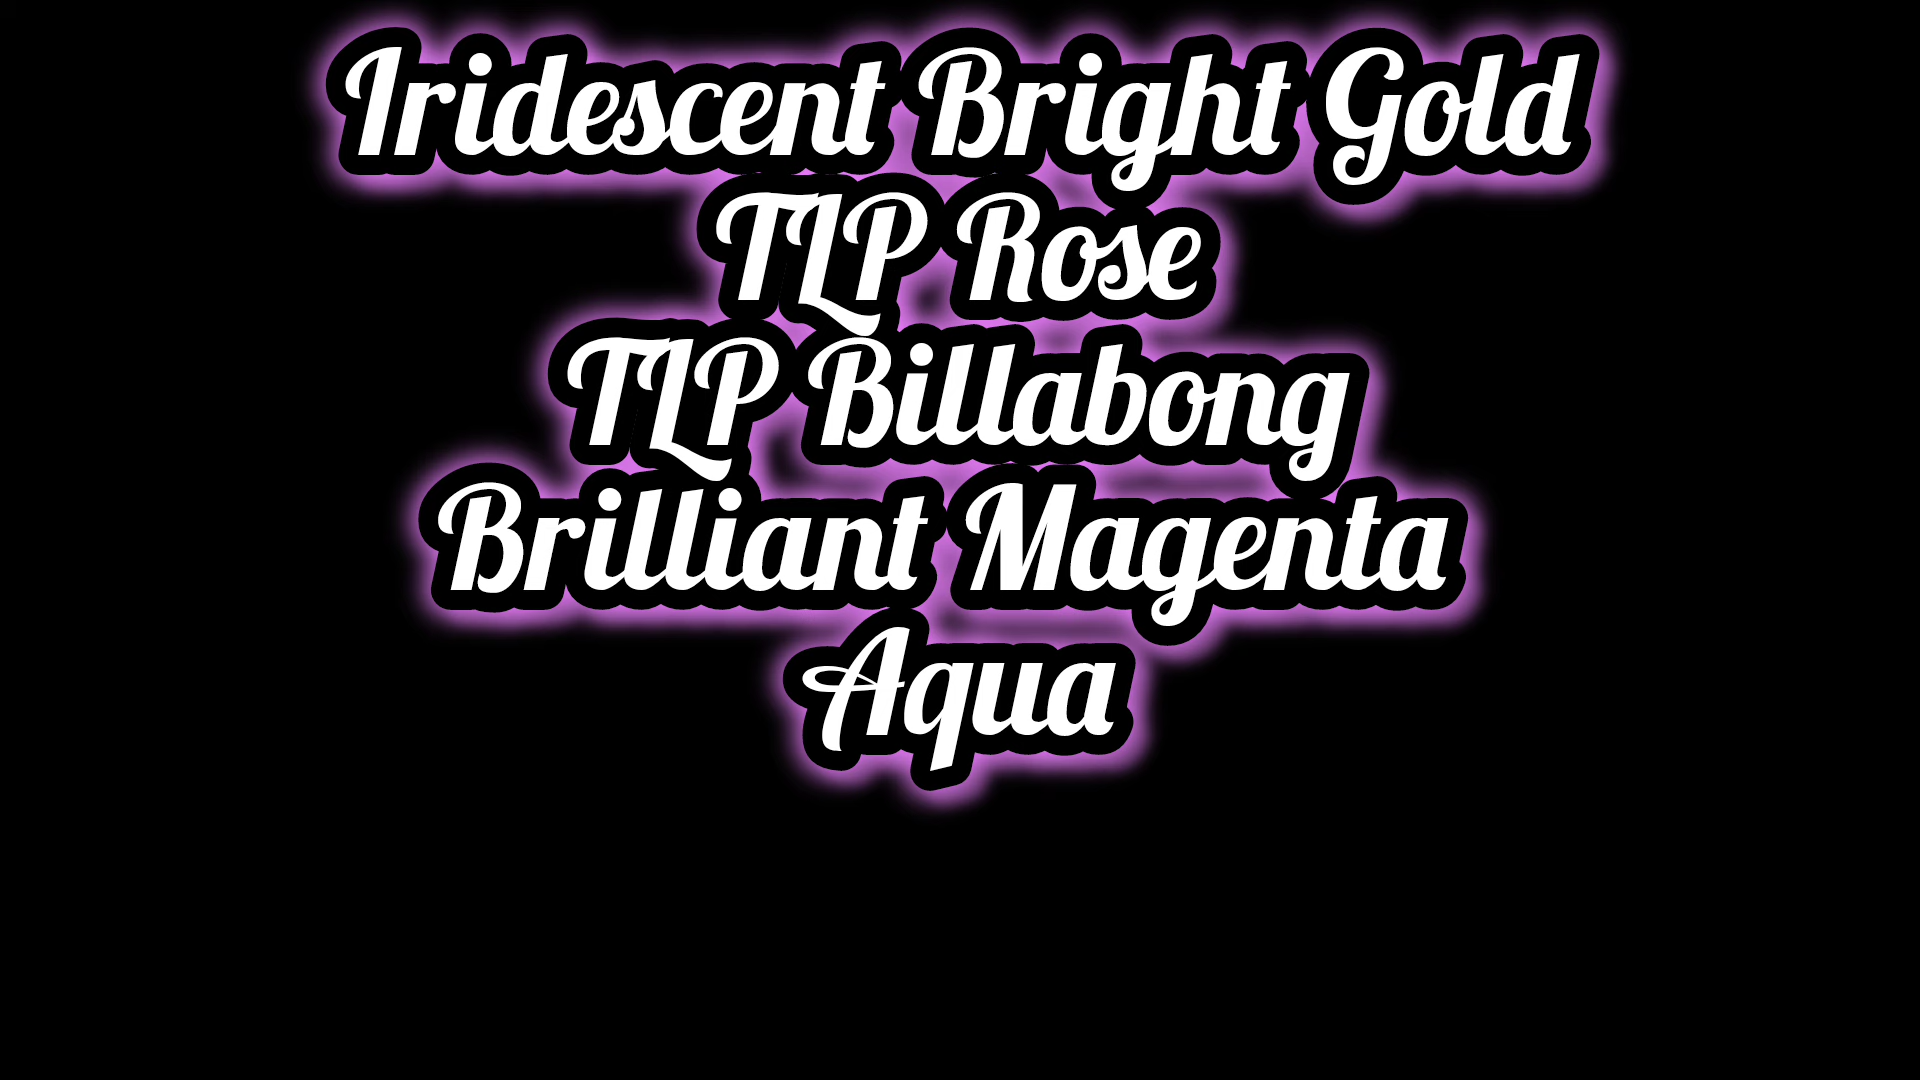 Iridescent Bright Gold
TLP Rose
TLP Billabong
Brilliant Magenta
Aqua